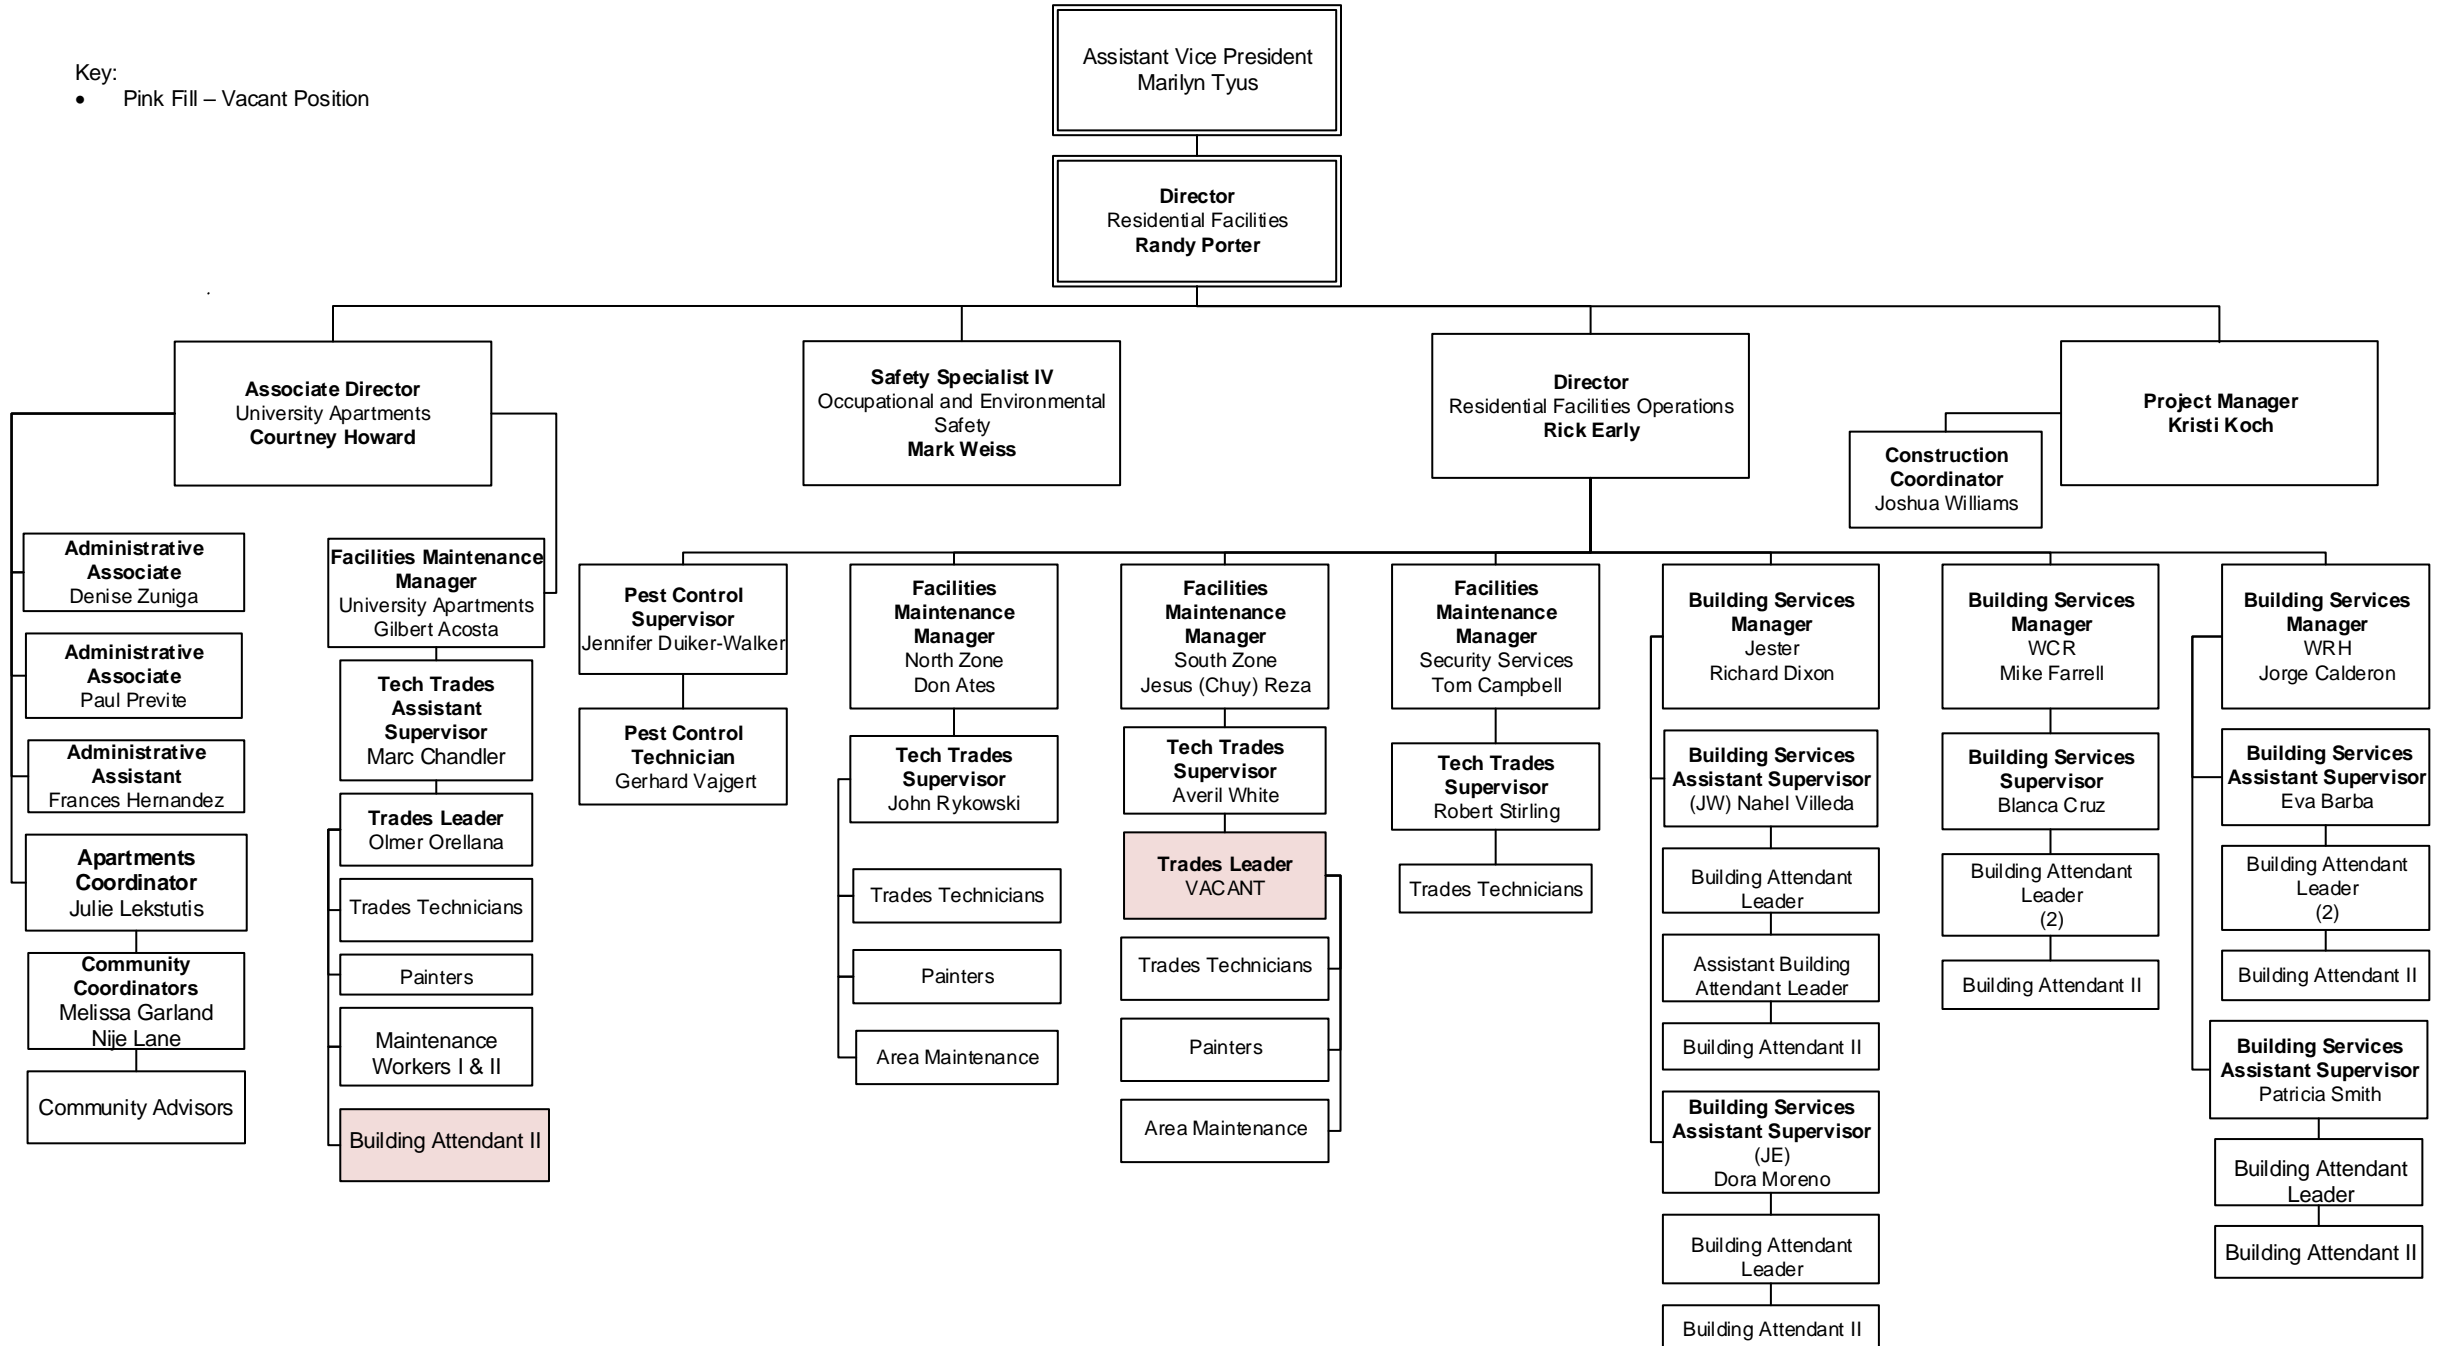 Key:
• Pink Fill – Vacant Position
Assistant Vice President
Marilyn Tyus
Director
Residential Facilities
Randy Porter
.
Associate Director
University Apartments
Courtney Howard
Safety Specialist IV
Occupational and Environmental
Safety
Mark Weiss
Director
Residential Facilities Operations
Rick Early
Project Manager
Kristi Koch
Construction
Coordinator
Joshua Williams
Administrative
Associate
Denise Zuniga
Administrative
Associate
Paul Previte
Administrative
Assistant
Frances Hernandez
Apartments
Coordinator
Julie Lekstutis
Community
Coordinators
Melissa Garland
Nije Lane
Community Advisors
Facilities Maintenance
Manager
University Apartments
Gilbert Acosta
Tech Trades
Assistant
Supervisor
Marc Chandler
Trades Leader
Olmer Orellana
Trades Technicians
Painters
Maintenance
Workers I & II
Building Attendant II
Pest Control
Supervisor
Jennifer Duiker-Walker
Pest Control
Technician
Gerhard Vajgert
Facilities
Maintenance
Manager
North Zone
Don Ates
Tech Trades
Supervisor
John Rykowski
Trades Technicians
Painters
Area Maintenance
Facilities
Maintenance
Manager
South Zone
Jesus (Chuy) Reza
Tech Trades
Supervisor
Averil White
Trades Leader
VACANT
Trades Technicians
Painters
Area Maintenance
Facilities
Maintenance
Manager
Security Services
Tom Campbell
Tech Trades
Supervisor
Robert Stirling
Trades Technicians
Building Services
Manager
Jester
Richard Dixon
Building Services
Assistant Supervisor
(JW) Nahel Villeda
Building Attendant
Leader
Assistant Building
Attendant Leader
Building Attendant II
Building Services
Assistant Supervisor
(JE)
Dora Moreno
Building Attendant
Leader
Building Attendant II
Building Services
Manager
WCR
Mike Farrell
Building Services
Supervisor
Blanca Cruz
Building Attendant
Leader
(2)
Building Attendant II
Building Services
Manager
WRH
Jorge Calderon
Building Services
Assistant Supervisor
Eva Barba
Building Attendant
Leader
(2)
Building Attendant II
Building Services
Assistant Supervisor
Patricia Smith
Building Attendant
Leader
Building Attendant II